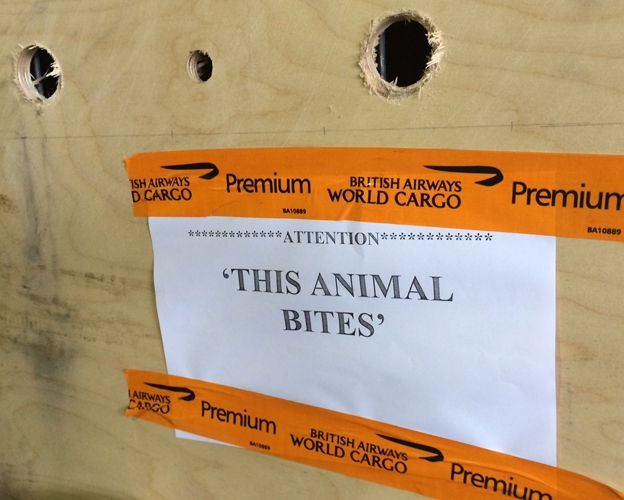 ISH AIRWAYS
D CARGO
Premium
BA10889
BRITISH AIRWAYS
WORLD CARGO
Premium
BA10889
*************ATTENTION***************
‘THIS ANIMAL
BITES’
AIRWAYS
CARGO
Premium
BA10889
BRITISH AIRWAYS
WORLD CARGO
Premium